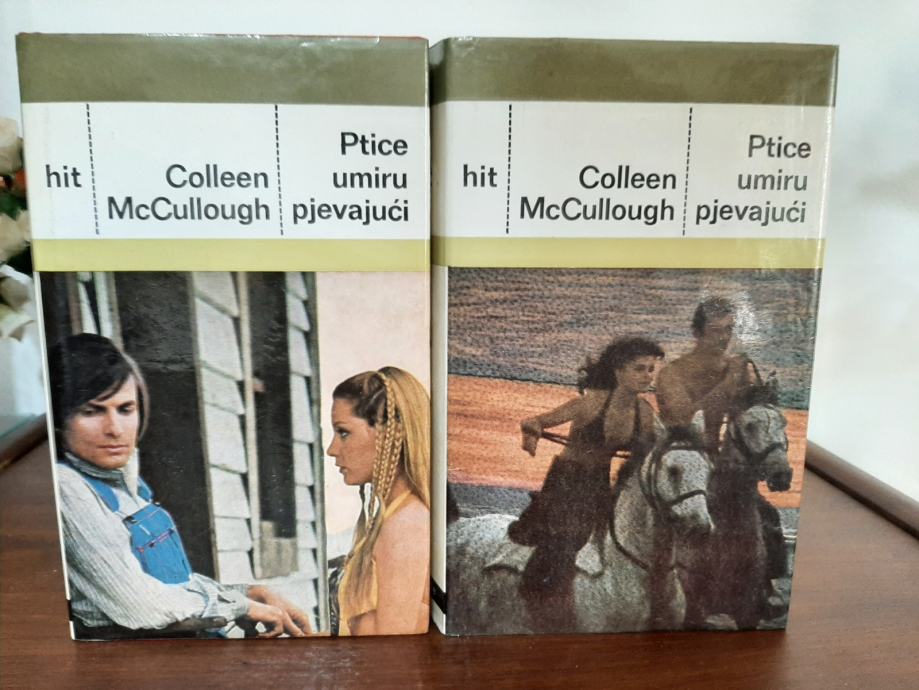 hit
Colleen
McCullough
Ptice
umiru
pjevajući
hit
Colleen
McCullough
Ptice
umiru
pjevajući